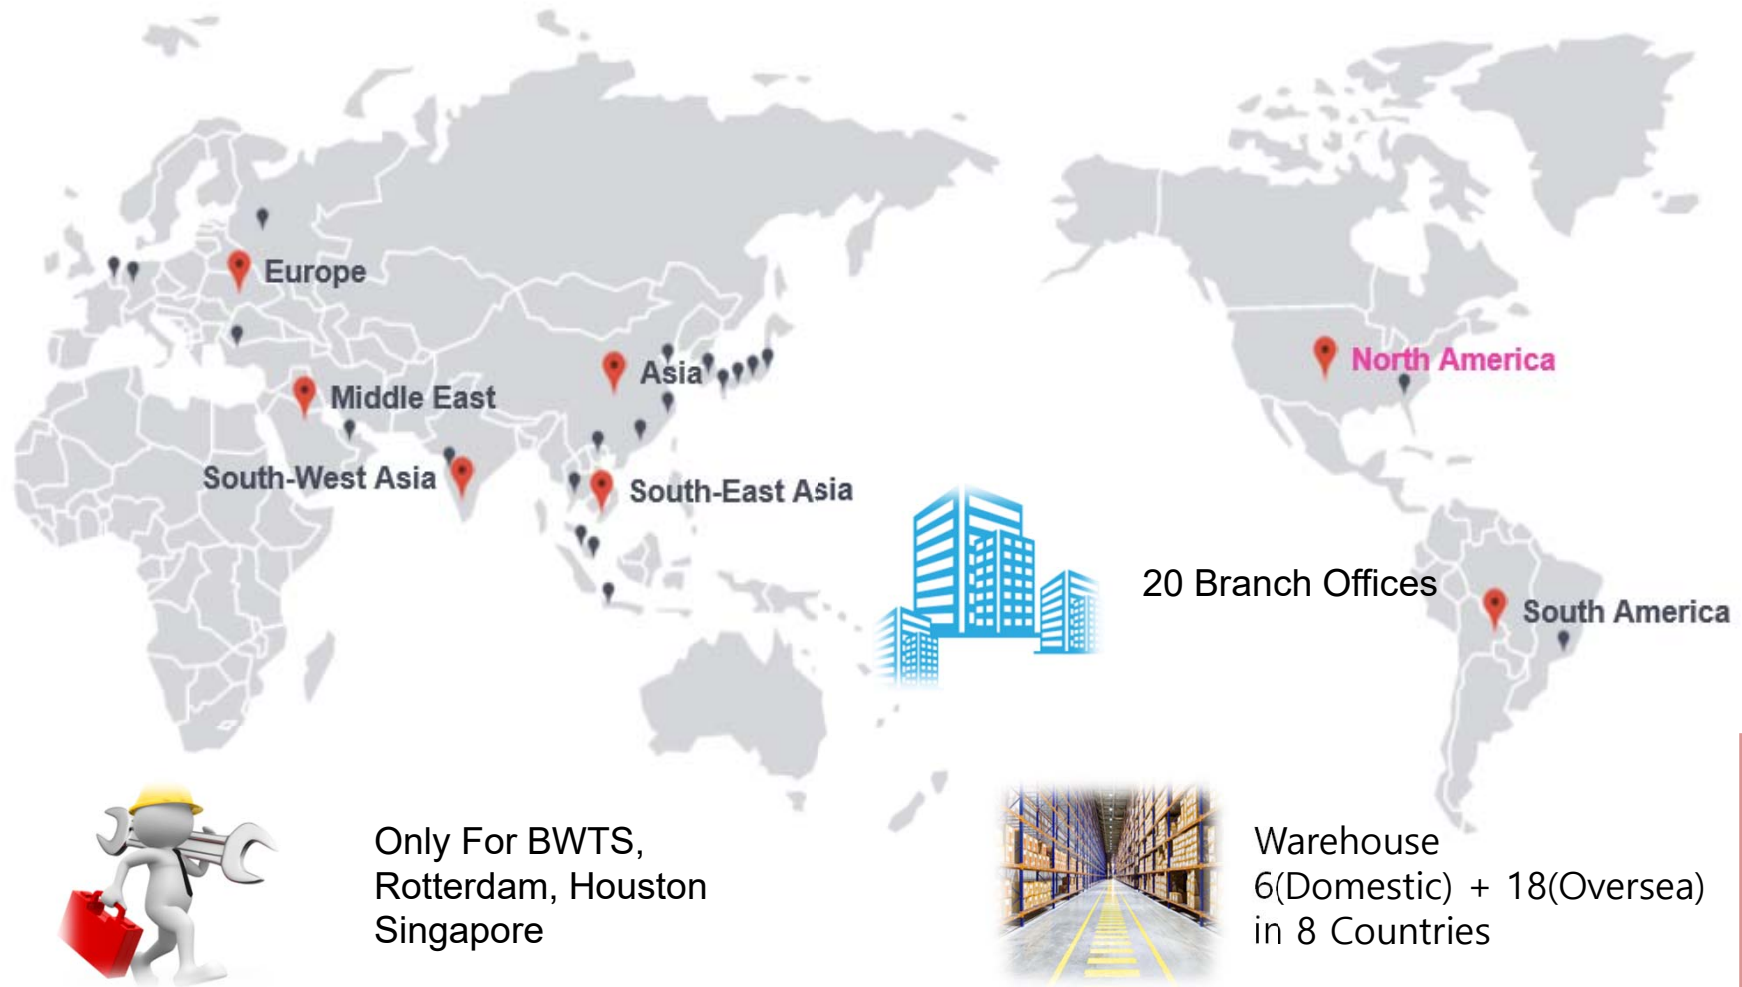 Europe
Asia
North America
Middle East
South-West Asia
South-East Asia
20 Branch Offices
South America
Only For BWTS,
Rotterdam, Houston
Singapore
Warehouse
6(Domestic) + 18(Oversea)
in 8 Countries